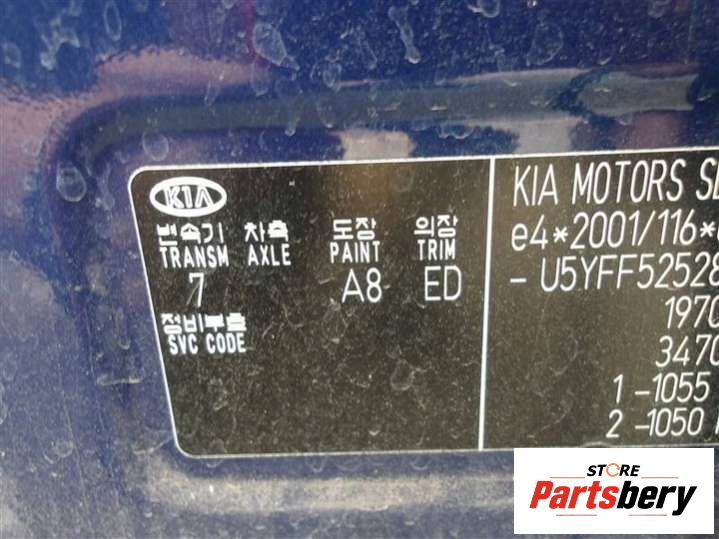 KIA
변속기 차축 도장 의장
TRANSM AXLE PAINT TRIM
7 A8 ED
정비부호
SVC CODE
KIA MOTORS
e4*2001/116*
- U5YFF52528
1970
3470
1 -1055
2 -1050
STORE
Partsbery